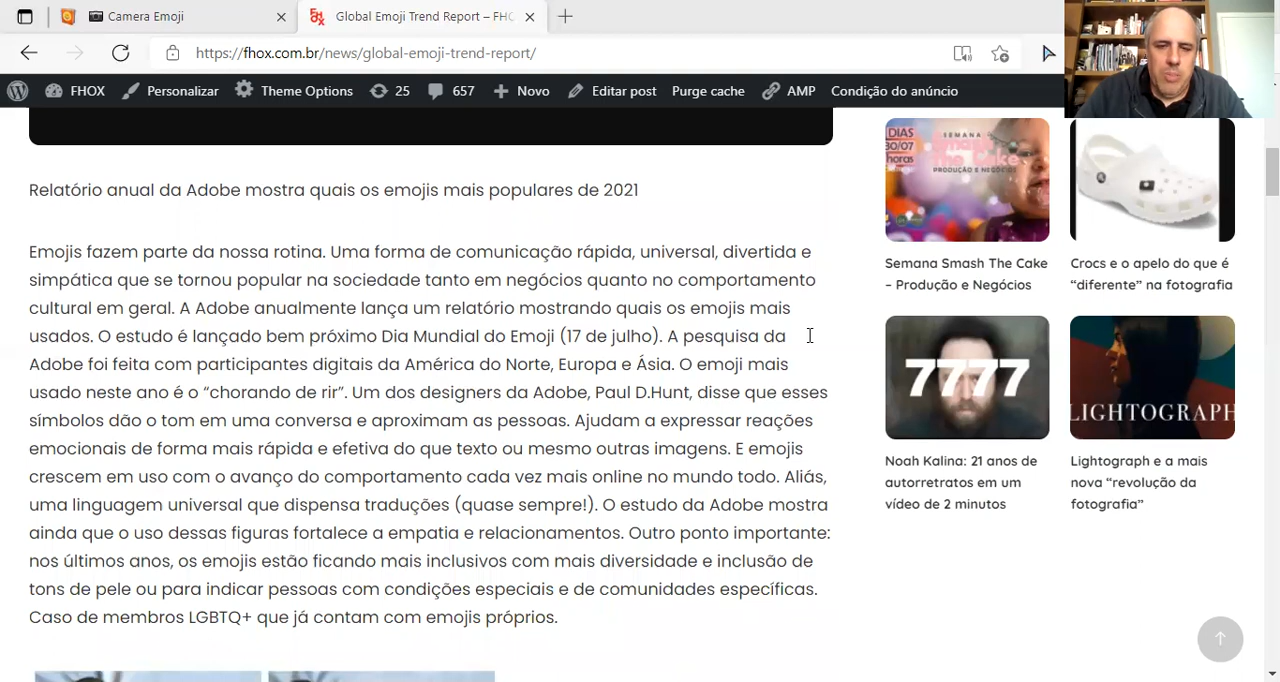 Camera Emoji
Global Emoji Trend Report – FHO
https://fhox.com.br/news/global-emoji-trend-report/
FHOX
Personalizar
Theme Options
25
657
Novo
Editar post
Purge cache
AMP
Condição do anúncio
Relatório anual da Adobe mostra quais os emojis mais populares de 2021
Emojis fazem parte da nossa rotina. Uma forma de comunicação rápida, universal, divertida e
simpática que se tornou popular na sociedade tanto em negócios quanto no comportamento
cultural em geral. A Adobe anualmente lança um relatório mostrando quais os emojis mais
usados. O estudo é lançado bem próximo Dia Mundial do Emoji (17 de julho). A pesquisa da
Adobe foi feita com participantes digitais da América do Norte, Europa e Ásia. O emoji mais
usado neste ano é o “chorando de rir”. Um dos designers da Adobe, Paul D.Hunt, disse que esses
símbolos dão o tom em uma conversa e aproximam as pessoas. Ajudam a expressar reações
emocionais de forma mais rápida e efetiva do que texto ou mesmo outras imagens. E emojis
crescem em uso com o avanço do comportamento cada vez mais online no mundo todo. Aliás,
uma linguagem universal que dispensa traduções (quase sempre!). O estudo da Adobe mostra
ainda que o uso dessas figuras fortalece a empatia e relacionamentos. Outro ponto importante:
nos últimos anos, os emojis estão ficando mais inclusivos com mais diversidade e inclusão de
tons de pele ou para indicar pessoas com condições especiais e de comunidades específicas.
Caso de membros LGBTQ+ que já contam com emojis próprios.
DIAS
30/07
horas
SEMANA
Smash
The Cake
PRODUÇÃO E NEGÓCIOS
Semana Smash The Cake
– Produção e Negócios
Crocs e o apelo do que é
“diferente” na fotografia
7777
Noah Kalina: 21 anos de
autorretratos em um
vídeo de 2 minutos
LIGHTOGRAPH
Lightograph e a mais
nova “revolução da
fotografia”